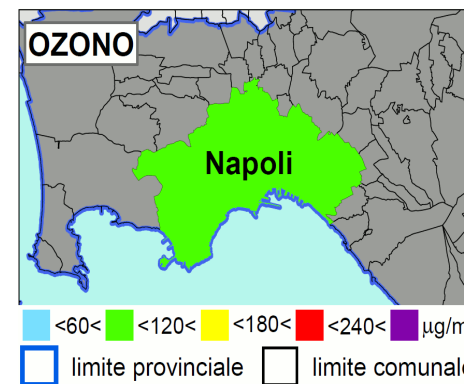 OZONO
Napoli
<60< <120< <180< <240< µg/m
limite provinciale limite comunale